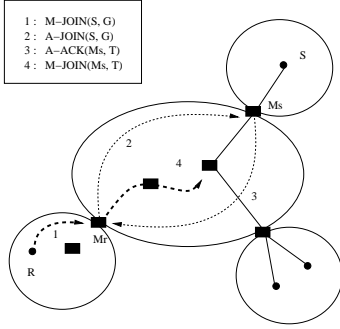 1 : M–JOIN(S, G)
2 : A–JOIN(S, G)
3 : A–ACK(Ms, T)
4 : M–JOIN(Ms, T)
S
Ms
2
4
3
1
Mr
R